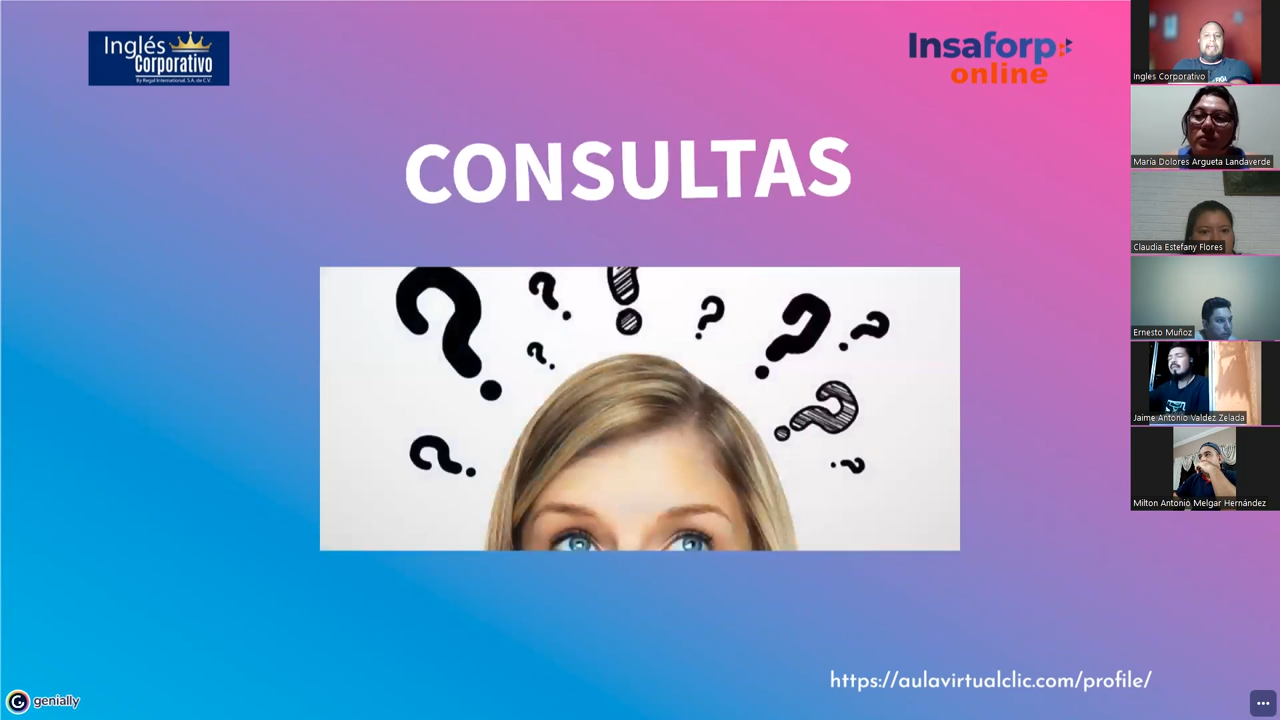 Inglés
Corporativo
By Regal International, S.A. de C.V.
Insaforp
online
CONSULTAS
https://aulavirtualclic.com/profile/
genially
Ingles Corporativo
María Dolores Argueta Landaverde
Claudia Estefany Flores
Ernesto Muñoz
Jaime Antonio Valdez Zelada
Milton Antonio Melgar Hernández